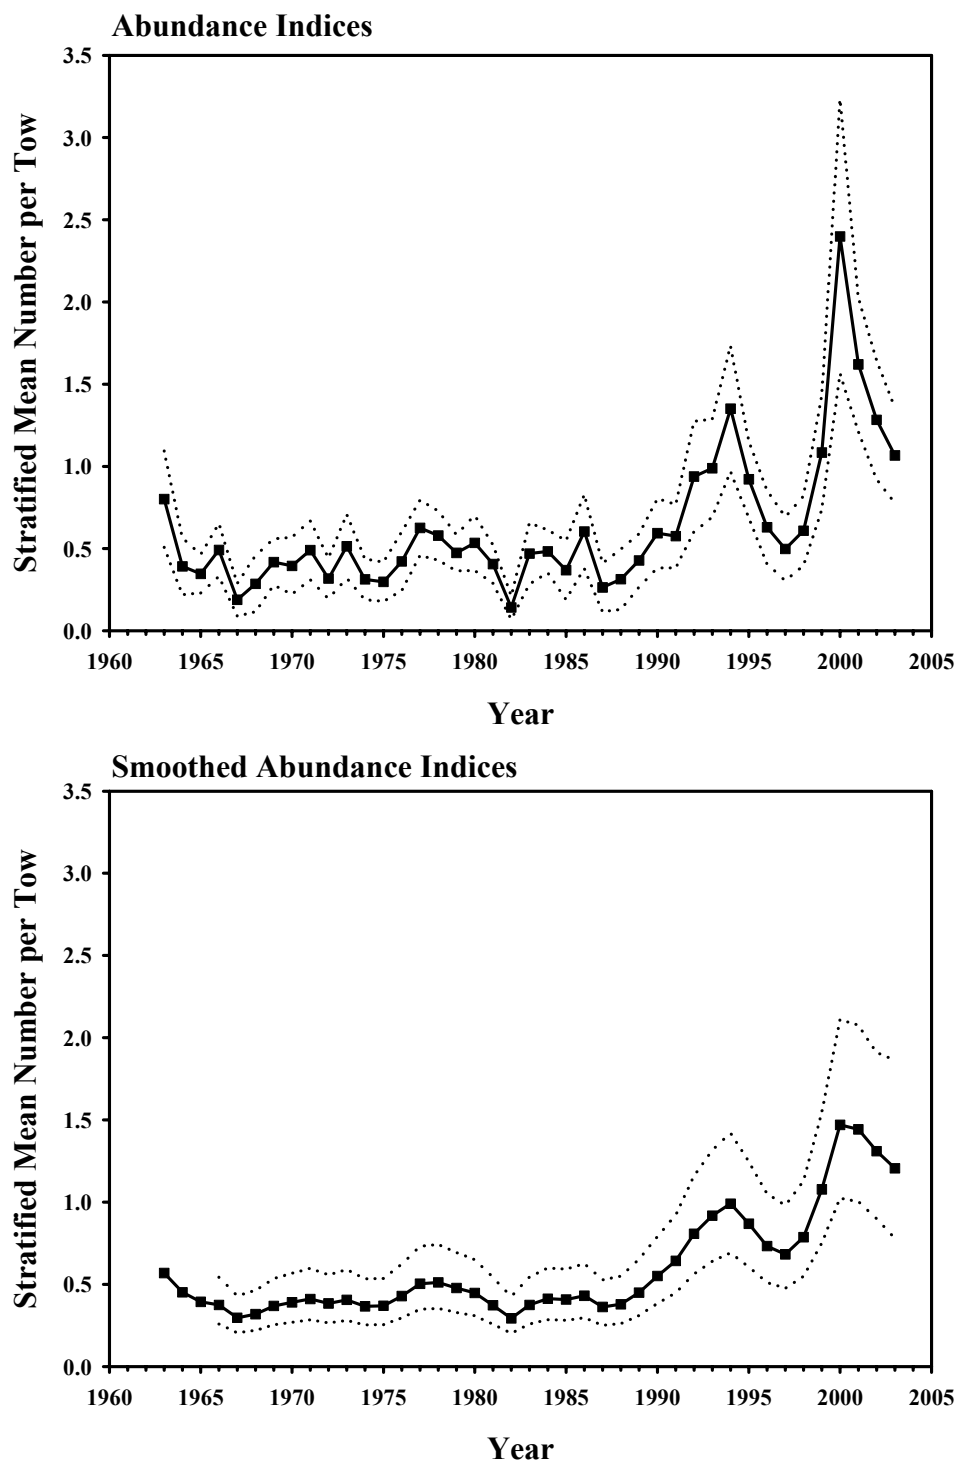 Abundance Indices
Stratified Mean Number per Tow
3.5
3.0
2.5
2.0
1.5
1.0
0.5
0.0
1960 1965 1970 1975 1980 1985 1990 1995 2000 2005
Year
Smoothed Abundance Indices
Stratified Mean Number per Tow
3.5
3.0
2.5
2.0
1.5
1.0
0.5
0.0
1960 1965 1970 1975 1980 1985 1990 1995 2000 2005
Year